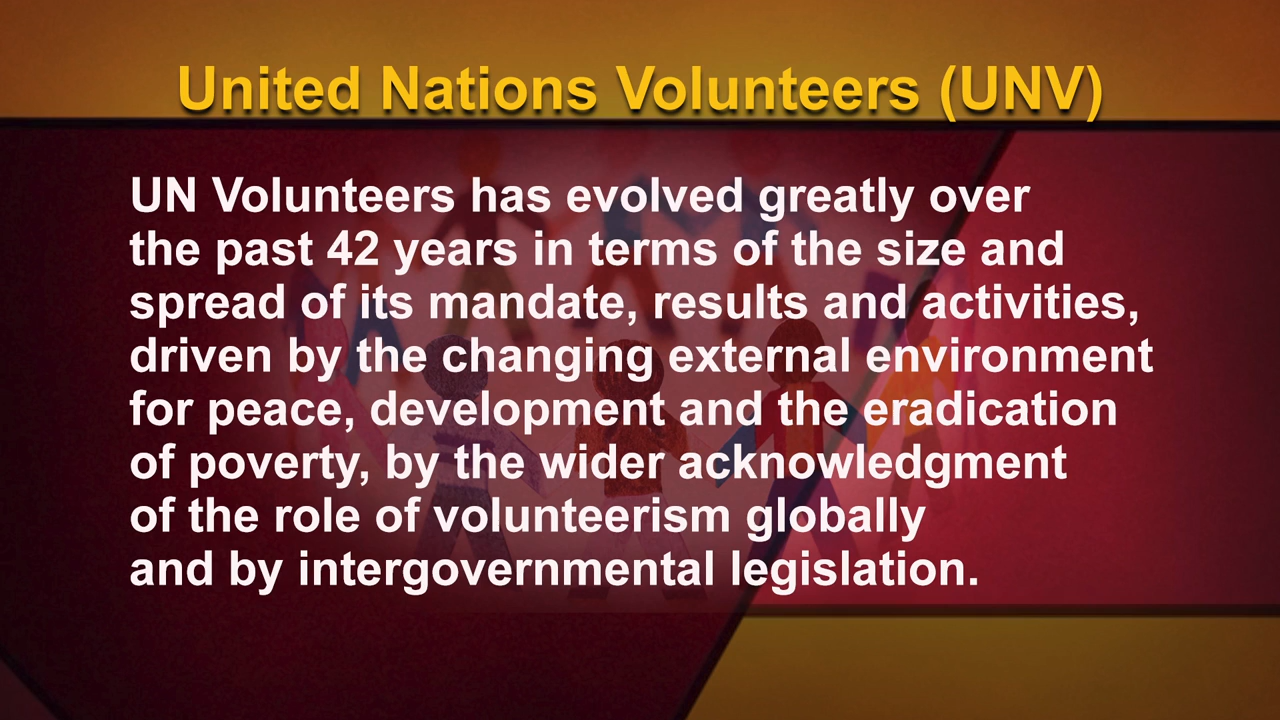 United Nations Volunteers (UNV)
UN Volunteers has evolved greatly over
the past 42 years in terms of the size and
spread of its mandate, results and activities,
driven by the changing external environment
for peace, development and the eradication
of poverty, by the wider acknowledgment
of the role of volunteerism globally
and by intergovernmental legislation.